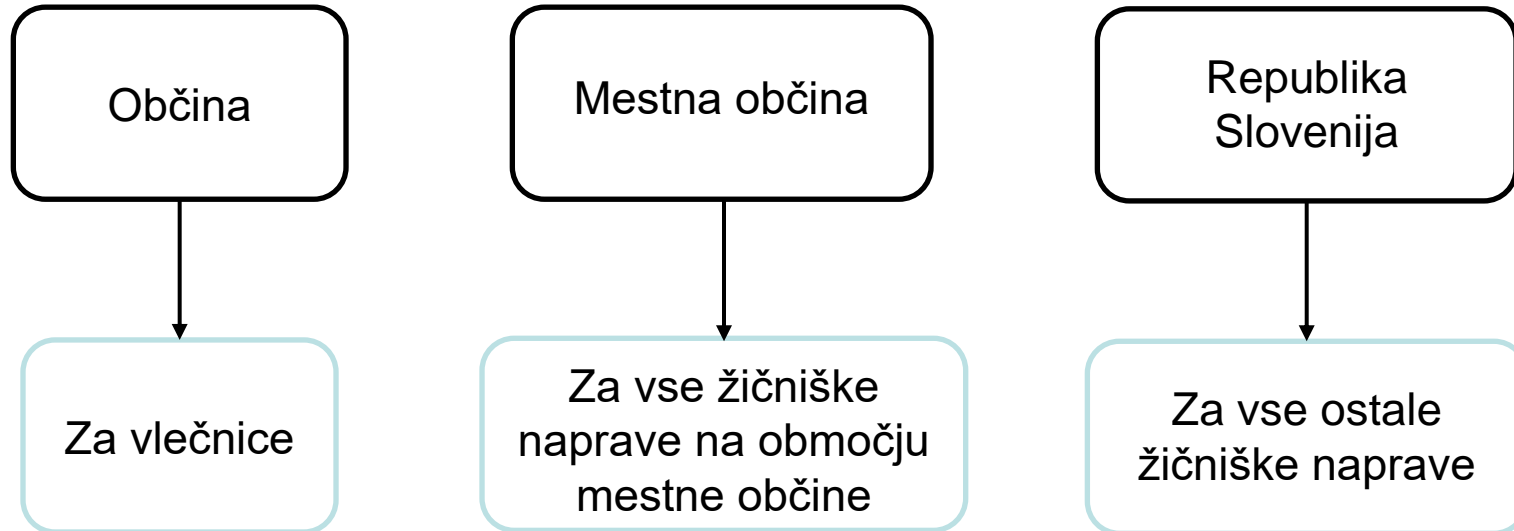 Občina
Mestna občina
Republika
Slovenija
Za vlečnice
Za vse žičniške
naprave na območju
mestne občine
Za vse ostale
žičniške naprave